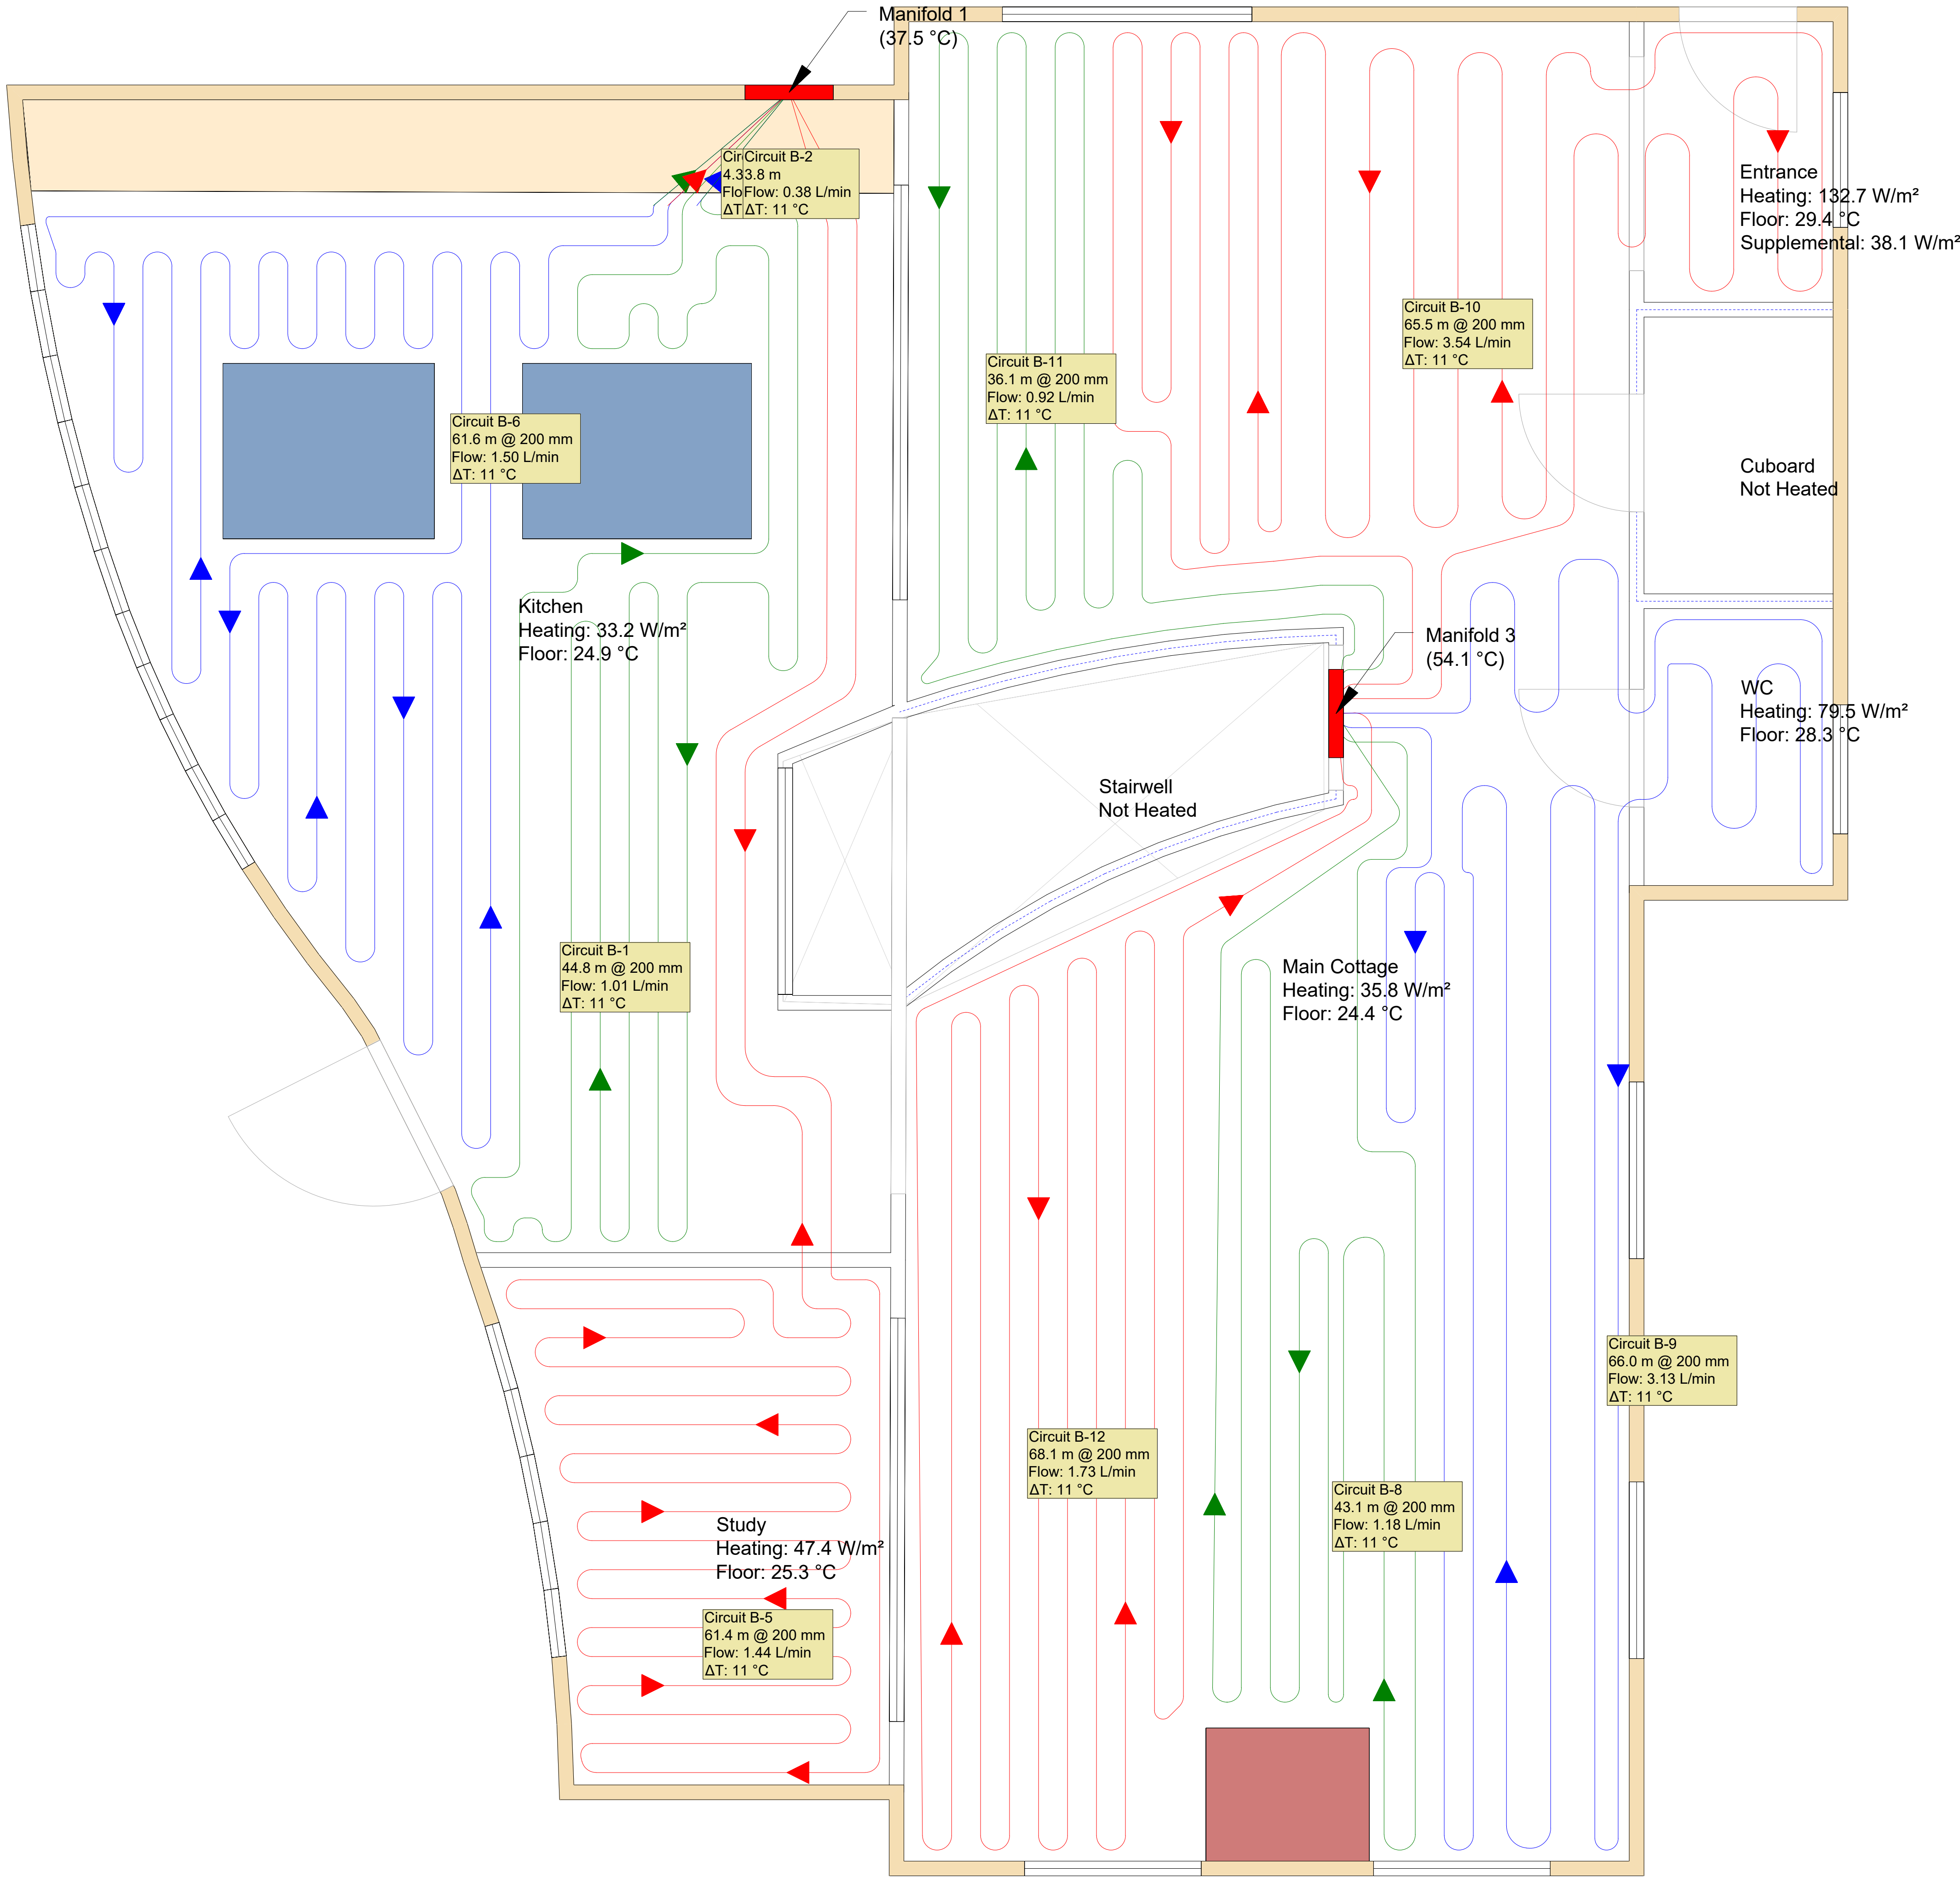 Manifold 1
(37.5 °C)
Circuit B-2
3.8 m
Flow: 0.38 L/min
ΔT: 11 °C
Entrance
Heating: 132.7 W/m²
Floor: 29.4 °C
Supplemental: 38.1 W/m²
Circuit B-10
65.5 m @ 200 mm
Flow: 3.54 L/min
ΔT: 11 °C
Circuit B-11
36.1 m @ 200 mm
Flow: 0.92 L/min
ΔT: 11 °C
Circuit B-6
61.6 m @ 200 mm
Flow: 1.50 L/min
ΔT: 11 °C
Cuboard
Not Heated
Kitchen
Heating: 33.2 W/m²
Floor: 24.9 °C
Manifold 3
(54.1 °C)
WC
Heating: 79.5 W/m²
Floor: 28.3 °C
Stairwell
Not Heated
Circuit B-1
44.8 m @ 200 mm
Flow: 1.01 L/min
ΔT: 11 °C
Main Cottage
Heating: 35.8 W/m²
Floor: 24.4 °C
Circuit B-9
66.0 m @ 200 mm
Flow: 3.13 L/min
ΔT: 11 °C
Circuit B-12
68.1 m @ 200 mm
Flow: 1.73 L/min
ΔT: 11 °C
Circuit B-8
43.1 m @ 200 mm
Flow: 1.18 L/min
ΔT: 11 °C
Study
Heating: 47.4 W/m²
Floor: 25.3 °C
Circuit B-5
61.4 m @ 200 mm
Flow: 1.44 L/min
ΔT: 11 °C